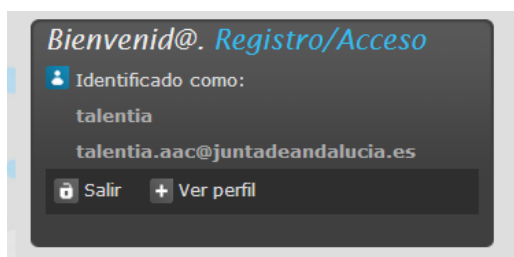 Bienvenid@. Registro/Acceso
Identificado como:
talentia
talentia.aac@juntadeandalucia.es
Salir Ver perfil